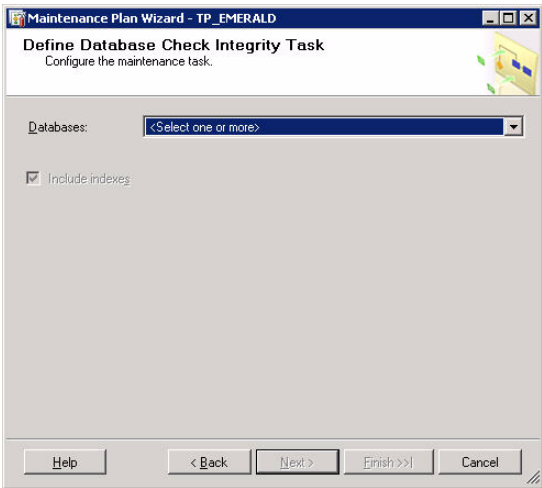 Maintenance Plan Wizard - TP_EMERALD
Define Database Check Integrity Task
Configure the maintenance task.
Databases: <Select one or more>
Include indexes
Help < Back Next > Finish >>| Cancel